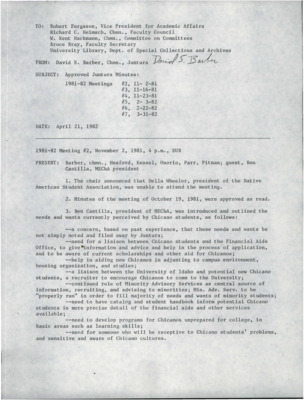 TO: Robert Ferguson, Vice President for Academic Affairs
Richard C. Heimsch, Chmn., Faculty Council
W. Kent Hackmann, Chmn., Committee on Committees
Bruce Bray, Faculty Secretary
University Library, Dept. of Special Collections and Archives
FROM: David S. Barber, Chmn., Juntura David S. Barber
SUBJECT: Approved Juntura Minutes:
1981-82 Meetings #2, 11- 2-81
#3, 11-16-81
#4, 11-23-81
#5, 2- 3-82
#6, 2-22-82
#7, 3-31-82
DATE: April 21, 1982
1981-82 Meeting #2, November 2, 1981, 4 p.m., SUB
PRESENT: Barber, chmn., Hanford, Kessel, Osorio, Parr, Pitman; guest, Ben
Castilla, MEChA president
1. The chair announced that Della Wheeler, president of the Native
American Student Association, was unable to attend the meeting.
2. Minutes of the meeting of October 19, 1981, were approved as read.
3. Ben Castilla, president of MEChA, was introduced and outlined the
needs and wants currently perceived by Chicano students, as follows:
--a concern, based on past experience, that these needs and wants be
not simply noted and filed away by Juntura,
--need for a liaison between Chicano students and the Financial Aids
Office, to give information and advice and help in the process of application,
and to be aware of current scholarships and other aid for Chicanos;
--help in aiding new Chicanos in adjusting to campus environment,
housing organization, and studies;
--a liaison between the University of Idaho and potential new Chicano
students, a recruiter to encourage Chicanos to come to the University;
--continued role of Minority Advisory Services as central source of
information, recruiting, and advising to minorities; Min. Adv. Serv. to be
"properly run" in order to fill majority of needs and wants of minority students;
--need to have catalog and student handbook inform potential Chicano
students in more precise detail of the financial aids and other services
available;
--need to develop programs for Chicanos unprepared for college, in
basic areas such as learning skills;
--need for someone who will be receptive to Chicano students' problems,
and sensitive and aware of Chicano cultures.